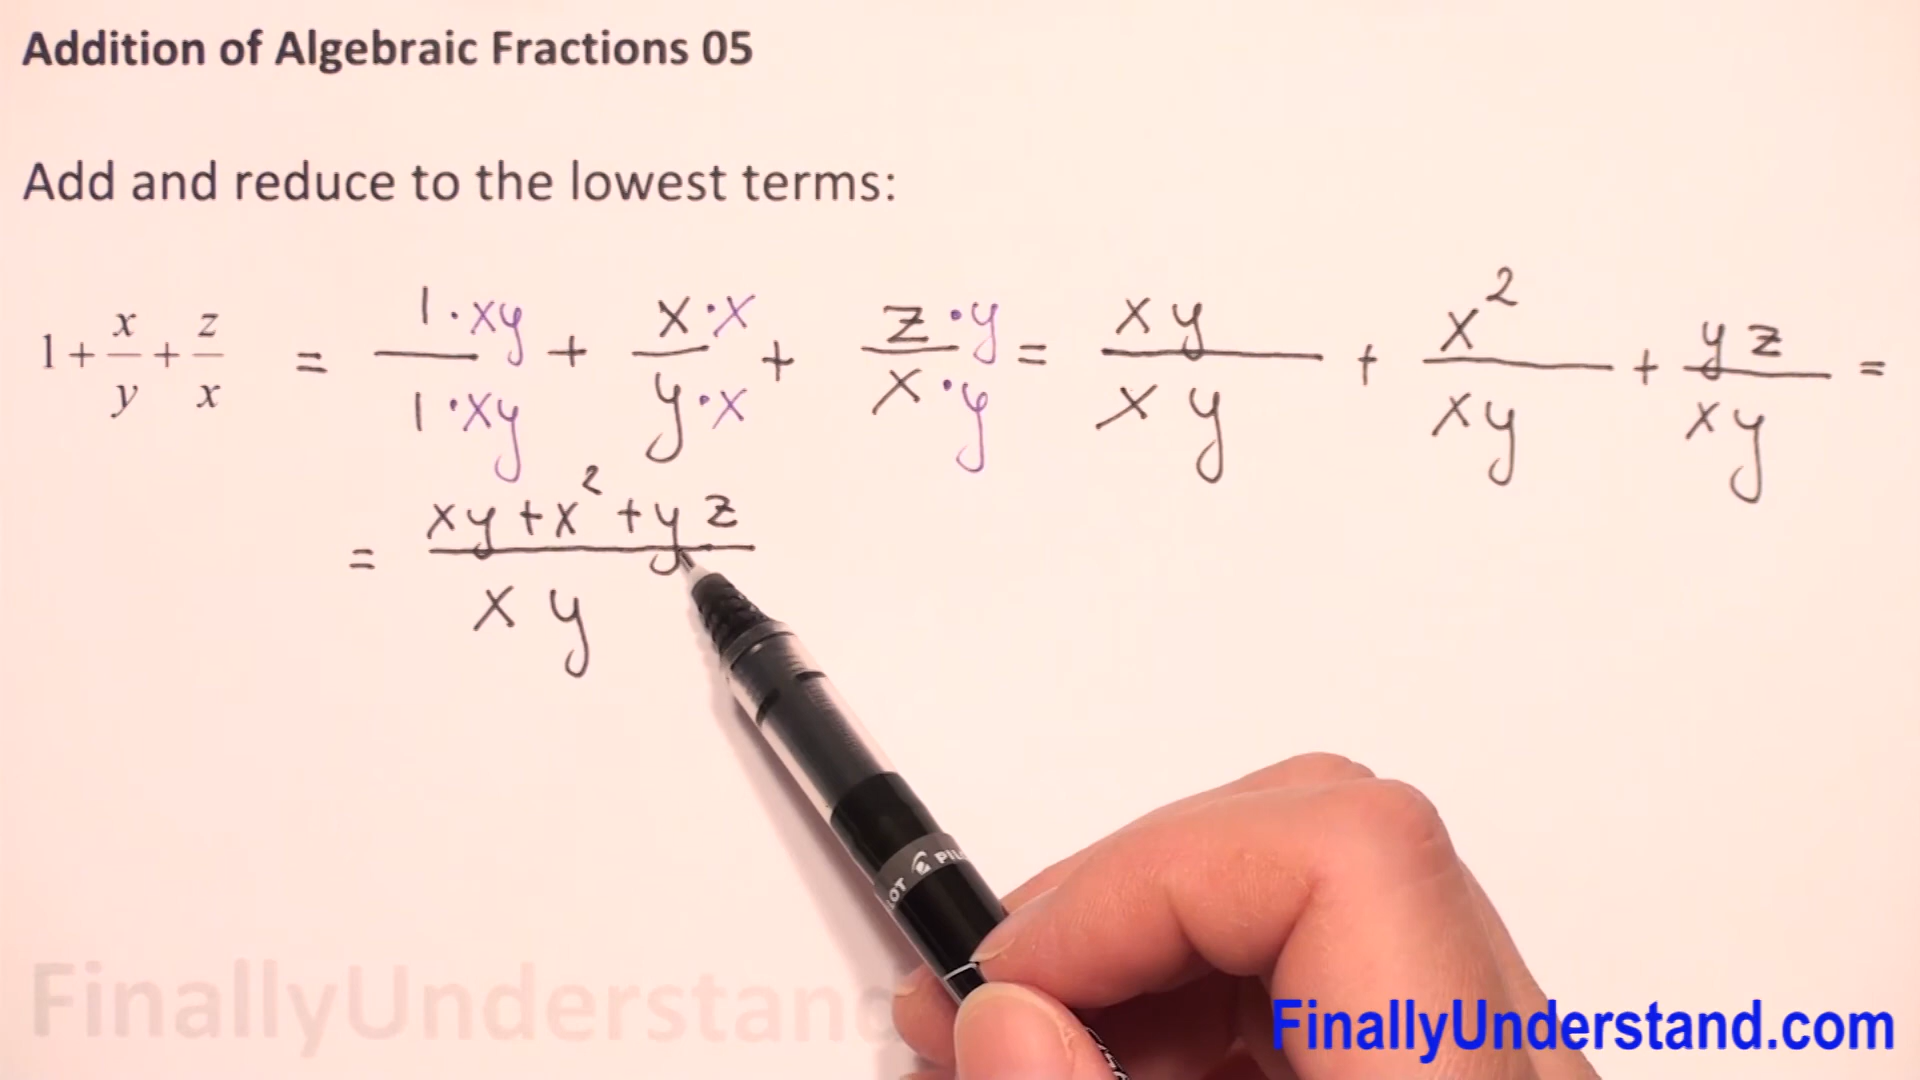 Addition of Algebraic Fractions 05
Add and reduce to the lowest terms:
1 + x/y + z/x = 1·xy/1·xy + x·x/y·x + z·y/x·y = xy/xy + x²/xy + yz/xy =
= xy + x² + yz/xy
PILOT
FinallyUnderstand
FinallyUnderstand.com